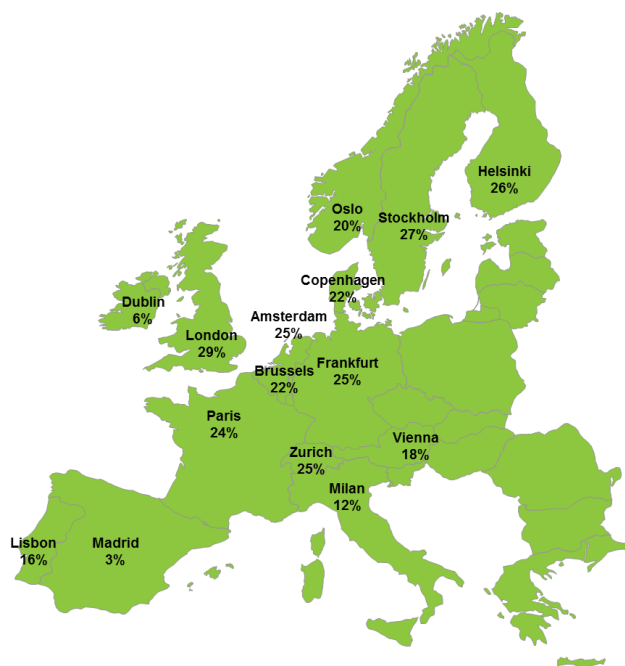 Helsinki
26%
Oslo
20%
Stockholm
27%
Copenhagen
22%
Dublin
6%
Amsterdam
25%
London
29%
Brussels
22%
Frankfurt
25%
Paris
24%
Vienna
18%
Zurich
25%
Milan
12%
Lisbon
16%
Madrid
3%